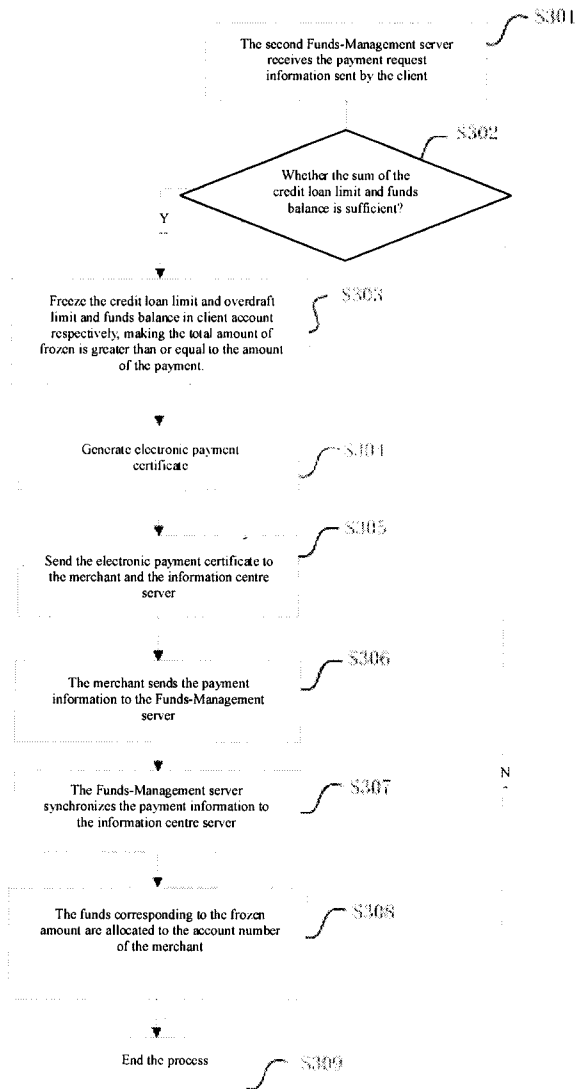 S301
The second Funds-Management server
receives the payment request
information sent by the client
S302
Whether the sum of the
credit loan limit and funds
balance is sufficient?
Y
S303
Freeze the credit loan limit and overdraft
limit and funds balance in client account
respectively, making the total amount of
frozen is greater than or equal to the amount
of the payment.
S304
Generate electronic payment
certificate
S305
Send the electronic payment certificate to
the merchant and the information centre
server
S306
The merchant sends the payment
information to the Funds-Management
server
N
S307
The Funds-Management server
synchronizes the payment information to
the information centre server
S308
The funds corresponding to the frozen
amount are allocated to the account number
of the merchant
End the process
S309